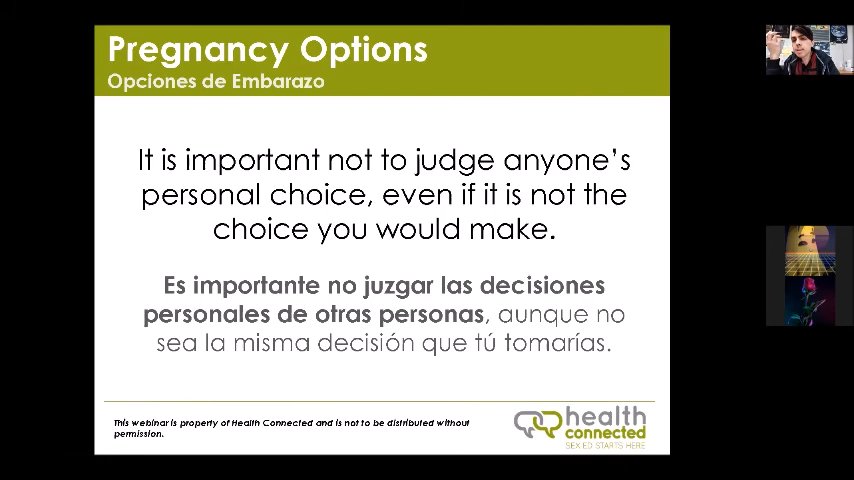 Pregnancy Options
Opciones de Embarazo
It is important not to judge anyone's
personal choice, even if it is not the
choice you would make.
Es importante no juzgar las decisiones
personales de otras personas, aunque no
sea la misma decisión que tú tomarías.
This webinar is property of Health Connected and is not to be distributed without
permission.
health
connected
SEX ED STARTS HERE